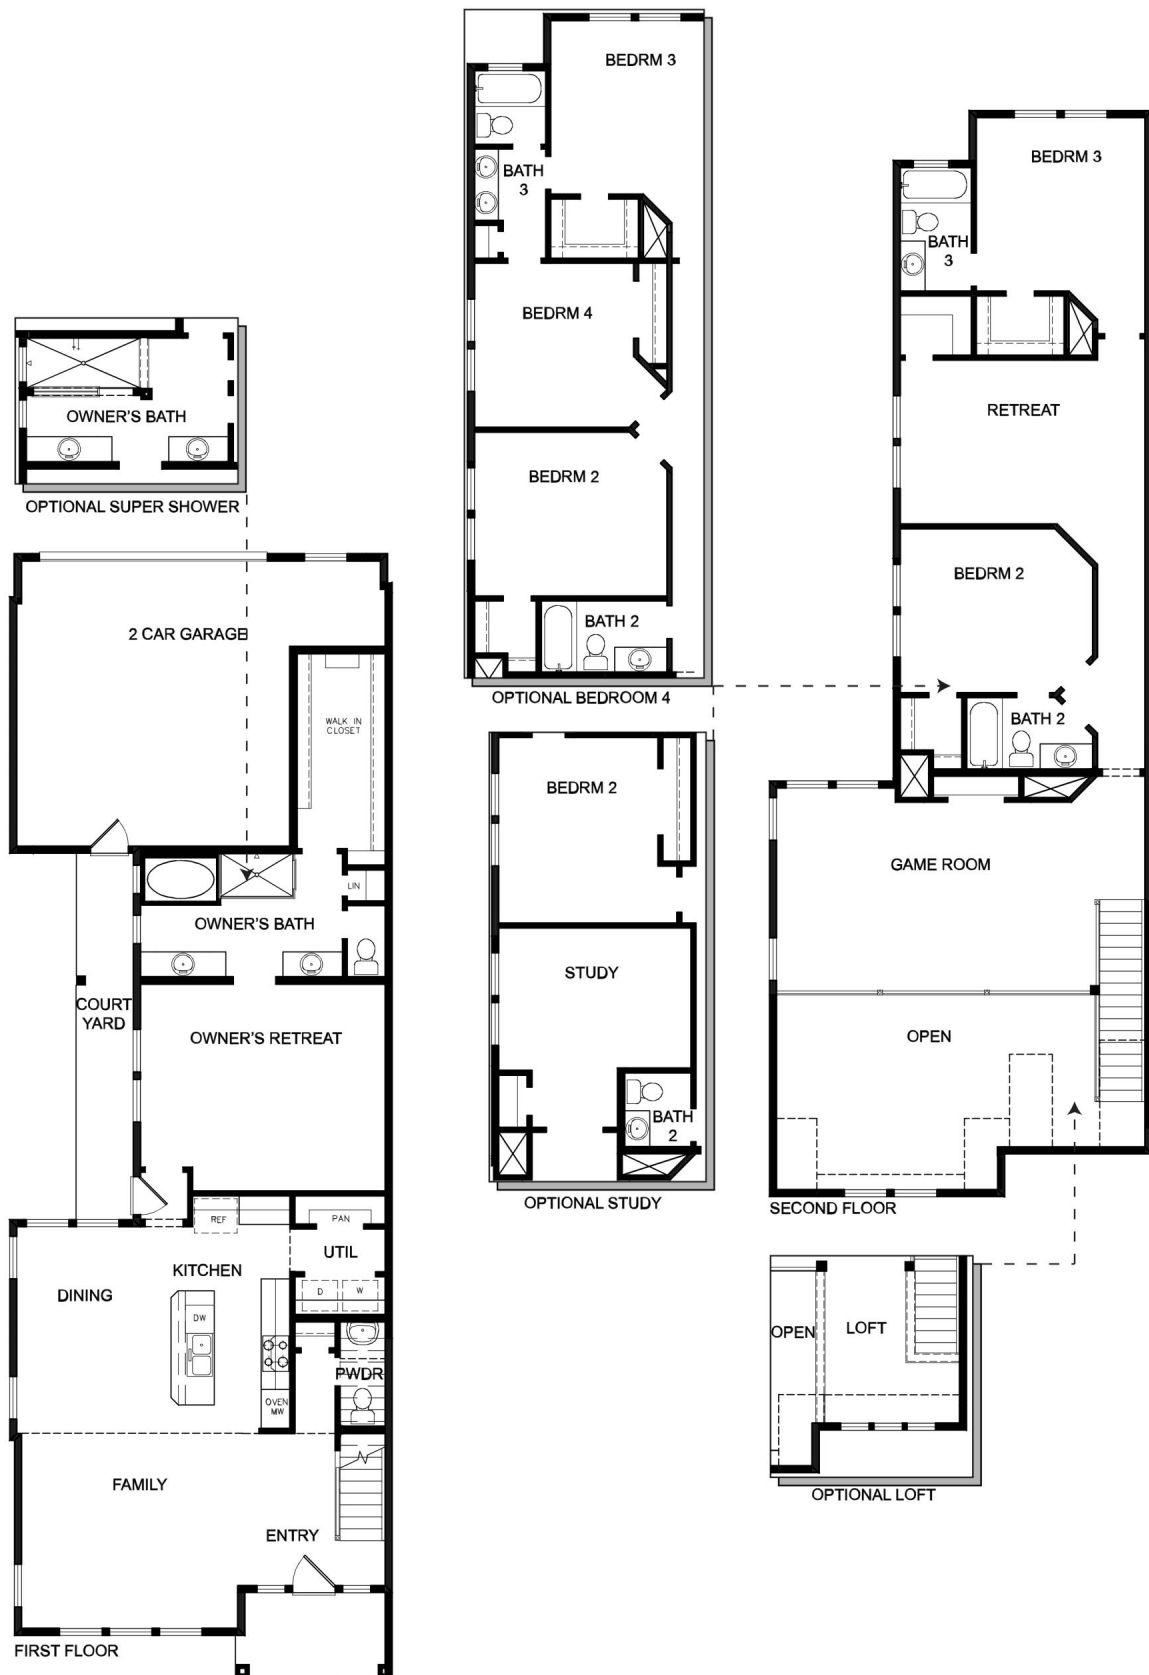 OWNER'S BATH
OPTIONAL SUPER SHOWER
2 CAR GARAGE
WALK IN
CLOSET
LIN
OWNER'S BATH
COURT
YARD
OWNER'S RETREAT
REF
PAN
UTIL
KITCHEN
D
W
DINING
DW
PWDR
OVEN
MW
FAMILY
ENTRY
FIRST FLOOR
BEDRM 3
BATH
3
BEDRM 4
BEDRM 2
BATH 2
OPTIONAL BEDROOM 4
BEDRM 2
STUDY
BATH
2
OPTIONAL STUDY
BEDRM 3
BATH
3
RETREAT
BEDRM 2
BATH 2
GAME ROOM
OPEN
SECOND FLOOR
OPEN
LOFT
OPTIONAL LOFT